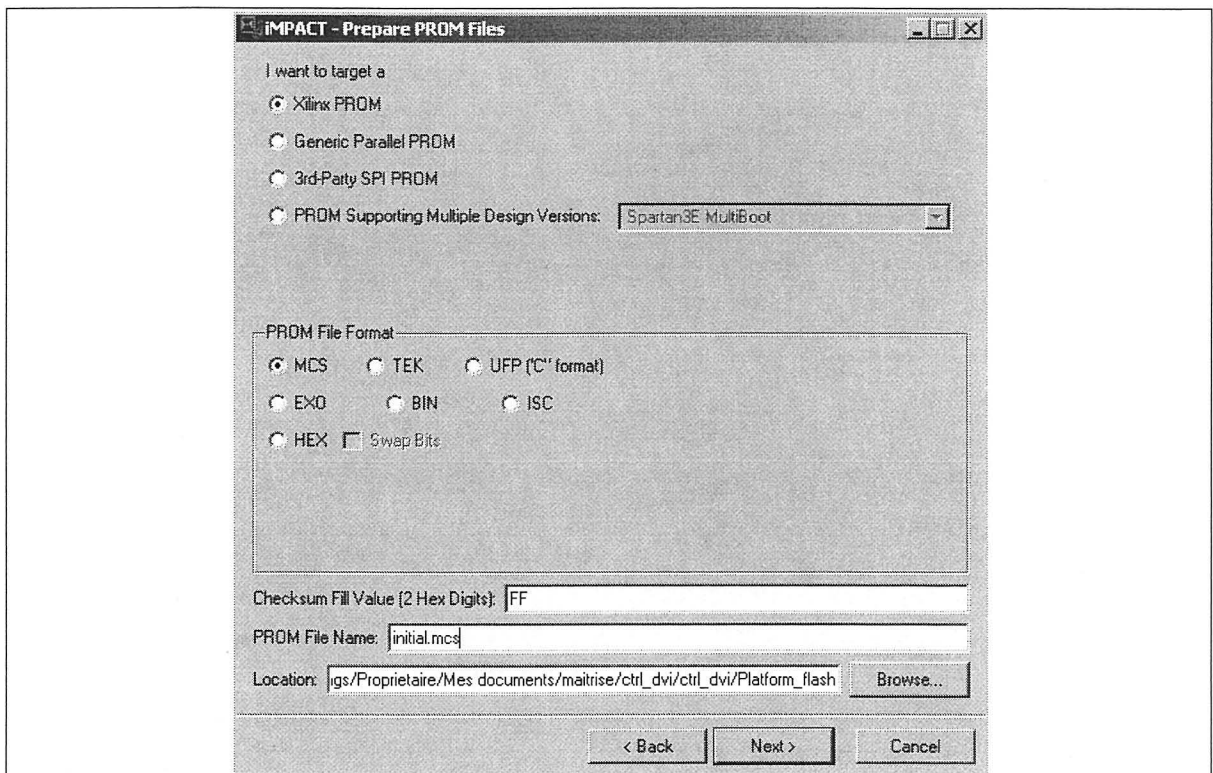 iMPACT - Prepare PROM Files
I want to target a
Xilinx PROM
Generic Parallel PROM
3rd-Party SPI PROM
PROM Supporting Multiple Design Versions: Spartan3E MultiBoot
PROM File Format
MCS TEK UFP ("C" format)
EXO BIN ISC
HEX Swap Bits
Checksum Fill Value (2 Hex Digits): FF
PROM File Name: initial.mcs
Location: ngs/Proprietaire/Mes documents/maitrise/ctrl_dvi/ctrl_dvi/Platform_flash Browse...
< Back Next > Cancel